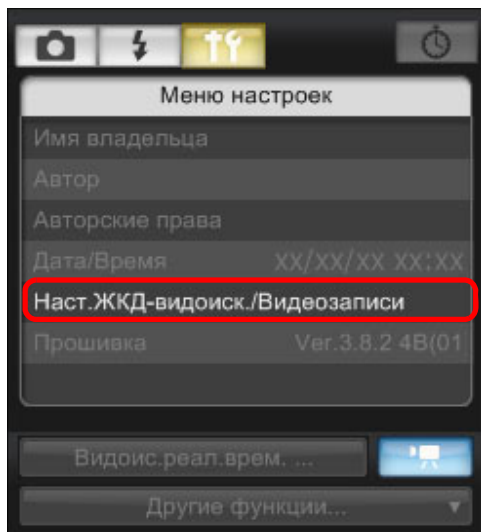 Меню настроек
Имя владельца
Автор
Авторские права
Дата/Время XX/XX/XX XX:XX
Наст.ЖКД-видоиск./Видеозаписи
Прошивка Ver.3.8.2 4B(01
Видоис.реал.врем. ...
Другие функции...